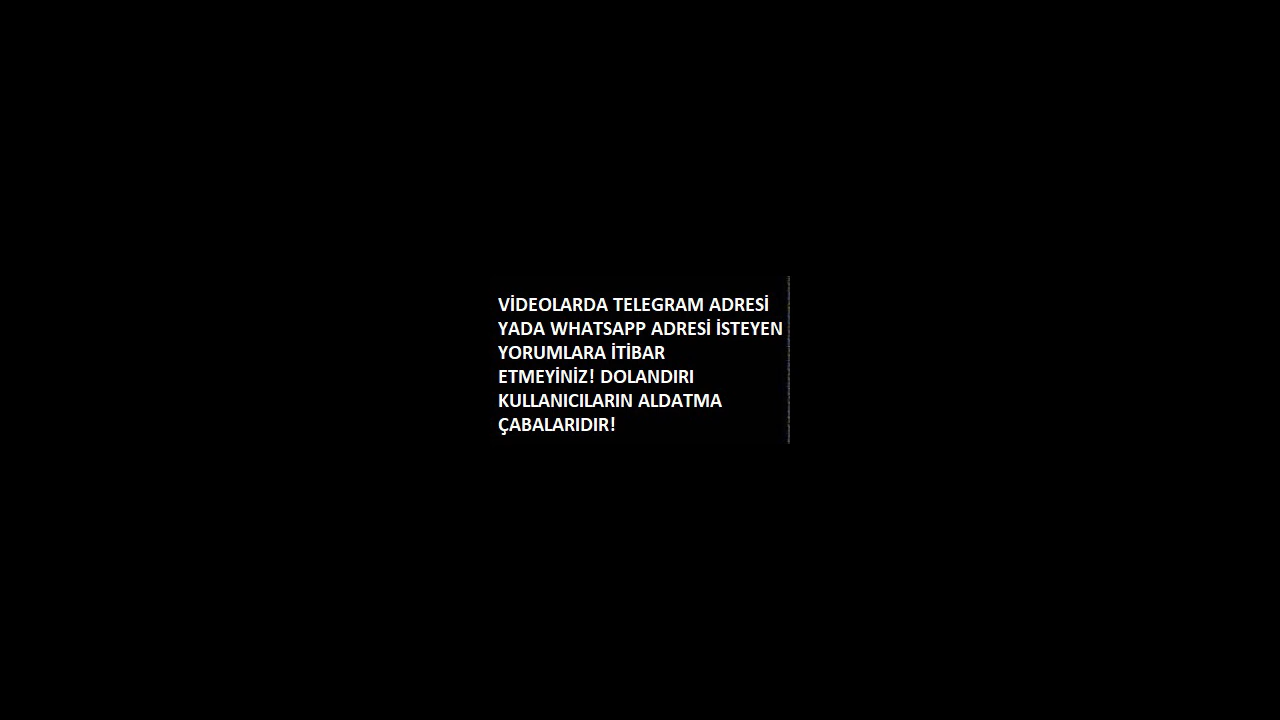 VİDEOLARDA TELEGRAM ADRESİ
YADA WHATSAPP ADRESİ İSTEYEN
YORUMLARA İTİBAR
ETMEYİNİZ! DOLANDIRI
KULLANICILARIN ALDATMA
ÇABALARIDIR!